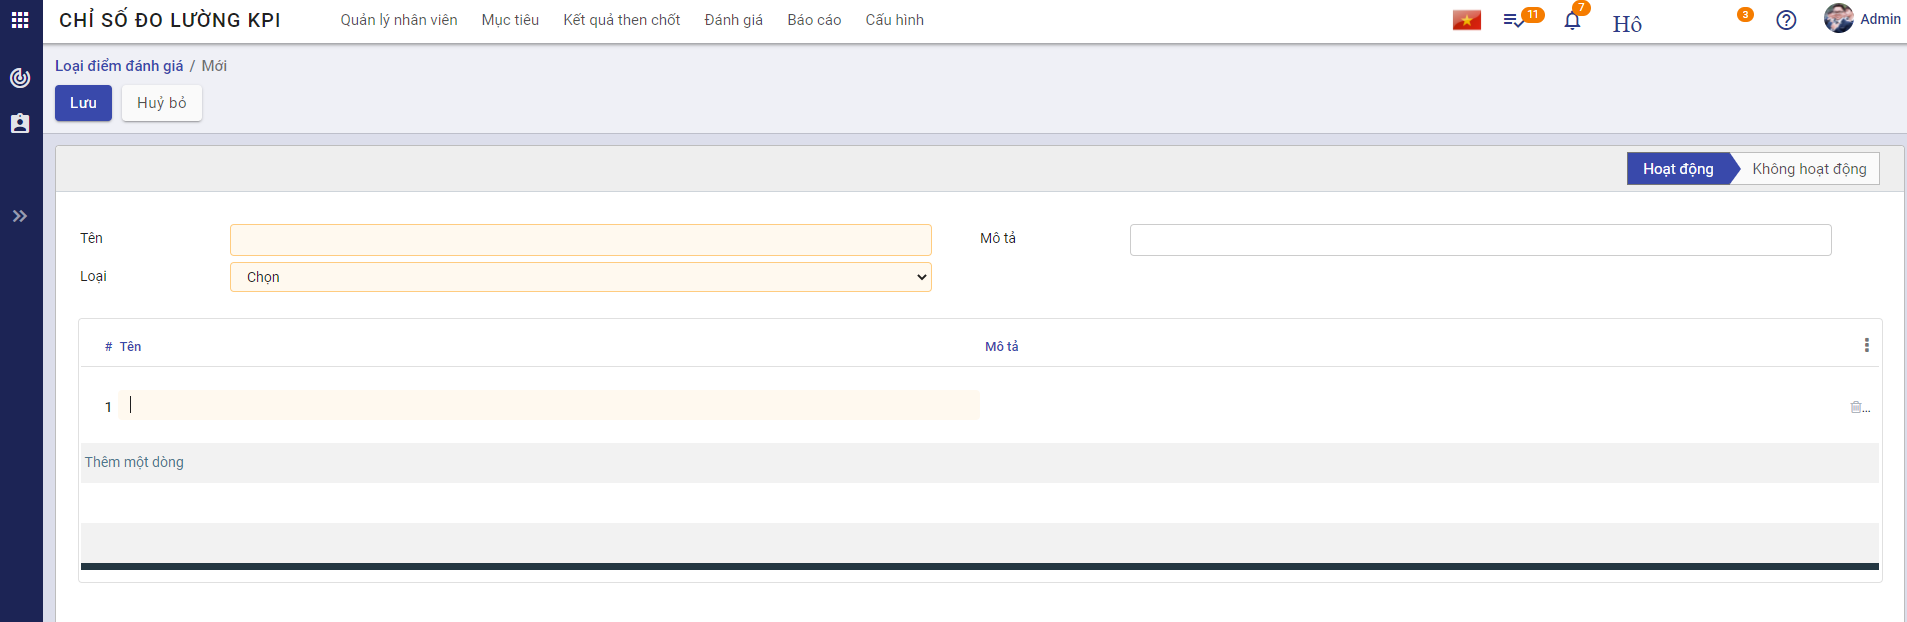 CHỈ SỐ ĐO LƯỜNG KPI Quản lý nhân viên Mục tiêu Kết quả then chốt Đánh giá Báo cáo Cấu hình 11 7 Hô 3 Admin
Loại điểm đánh giá / Mới
Lưu Huỷ bỏ
Hoạt động Không hoạt động
Tên Mô tả
Loại Chọn
# Tên Mô tả
1 ...
Thêm một dòng